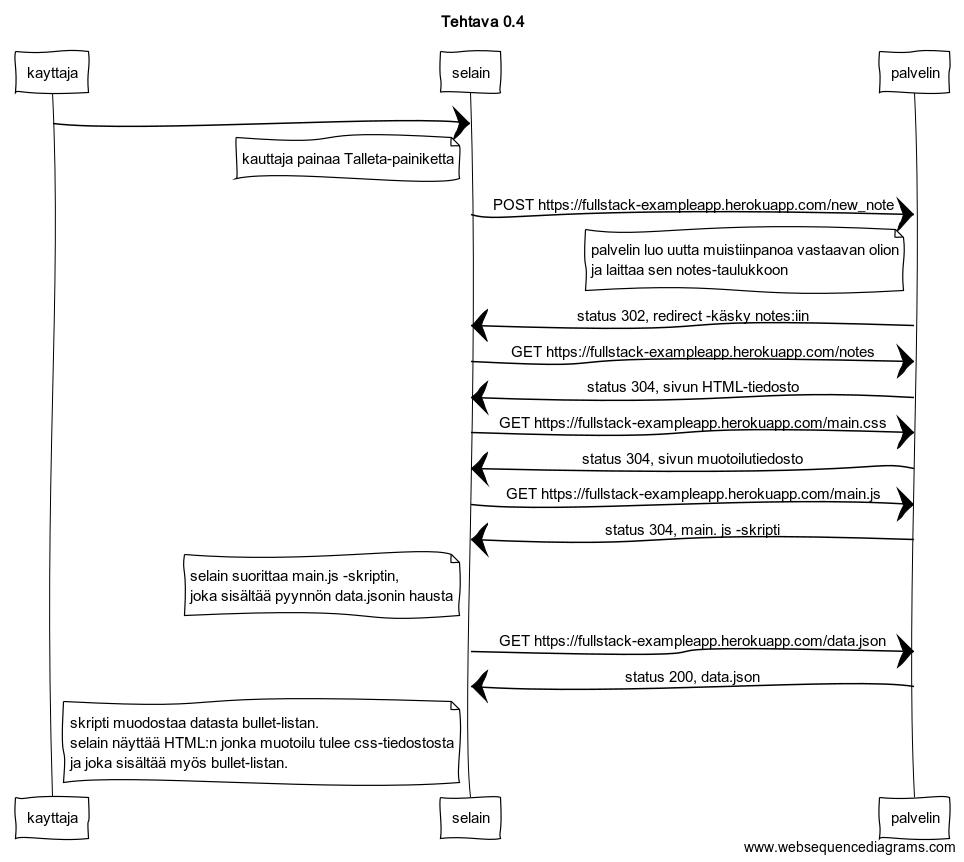 Tehtava 0.4
kayttaja
selain
palvelin
kauttaja painaa Talleta-painiketta
POST https://fullstack-exampleapp.herokuapp.com/new_note
palvelin luo uutta muistiinpanoa vastaavan olion
ja laittaa sen notes-taulukkoon
status 302, redirect -käsky notes:iin
GET https://fullstack-exampleapp.herokuapp.com/notes
status 304, sivun HTML-tiedosto
GET https://fullstack-exampleapp.herokuapp.com/main.css
status 304, sivun muotoilutiedosto
GET https://fullstack-exampleapp.herokuapp.com/main.js
status 304, main. js -skripti
selain suorittaa main.js -skriptin,
joka sisältää pyynnön data.jsonin hausta
GET https://fullstack-exampleapp.herokuapp.com/data.json
status 200, data.json
skripti muodostaa datasta bullet-listan.
selain näyttää HTML:n jonka muotoilu tulee css-tiedostosta
ja joka sisältää myös bullet-listan.
kayttaja
selain
palvelin
www.websequencediagrams.com